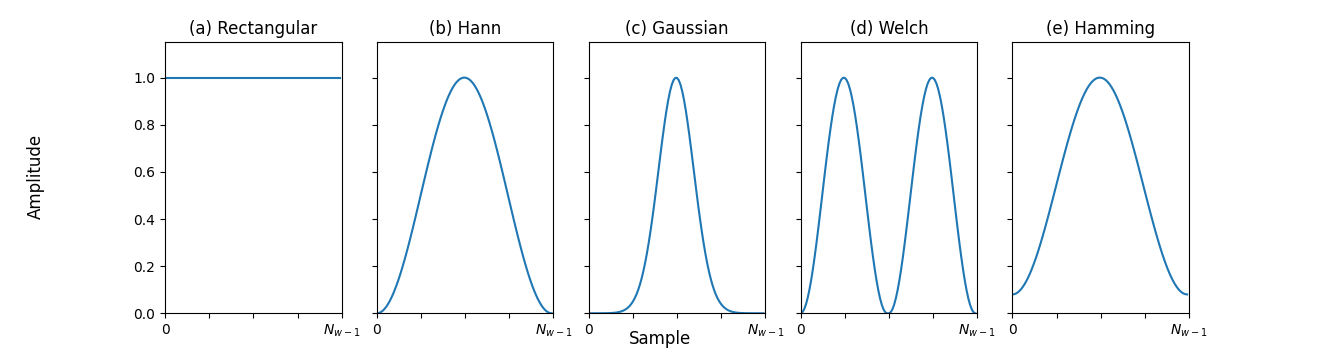 (a) Rectangular
(b) Hann
(c) Gaussian
(d) Welch
(e) Hamming
Amplitude
1.0
0.8
0.6
0.4
0.2
0.0
0
N_{w-1}
0
N_{w-1}
0
N_{w-1}
0
N_{w-1}
0
N_{w-1}
Sample